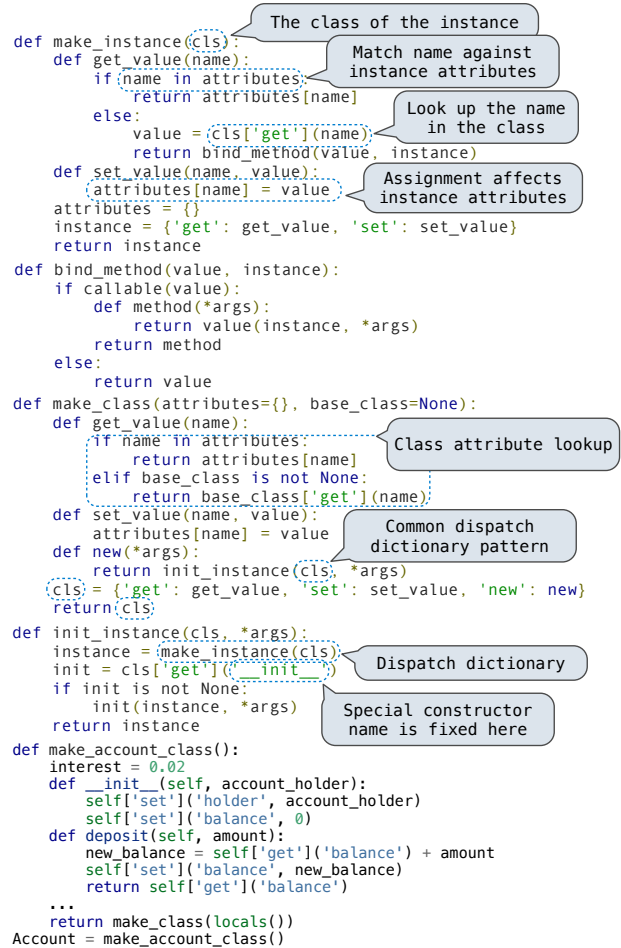 The class of the instance
def make_instance(cls):
    def get_value(name):
Match name against
instance attributes
        if name in attributes:
            return attributes[name]
        else:
Look up the name
in the class
            value = cls['get'](name)
            return bind_method(value, instance)
    def set_value(name, value):
Assignment affects
instance attributes
        attributes[name] = value
    attributes = {}
    instance = {'get': get_value, 'set': set_value}
    return instance
def bind_method(value, instance):
    if callable(value):
        def method(*args):
            return value(instance, *args)
        return method
    else:
        return value
def make_class(attributes={}, base_class=None):
    def get_value(name):
        if name in attributes:
            return attributes[name]
Class attribute lookup
        elif base_class is not None:
            return base_class['get'](name)
    def set_value(name, value):
        attributes[name] = value
Common dispatch
dictionary pattern
    def new(*args):
        return init_instance(cls, *args)
    cls = {'get': get_value, 'set': set_value, 'new': new}
    return cls
def init_instance(cls, *args):
    instance = make_instance(cls)
Dispatch dictionary
    init = cls['get']('__init__')
    if init is not None:
        init(instance, *args)
Special constructor
name is fixed here
    return instance
def make_account_class():
    interest = 0.02
    def __init__(self, account_holder):
        self['set']('holder', account_holder)
        self['set']('balance', 0)
    def deposit(self, amount):
        new_balance = self['get']('balance') + amount
        self['set']('balance', new_balance)
        return self['get']('balance')
    ...
    return make_class(locals())
Account = make_account_class()